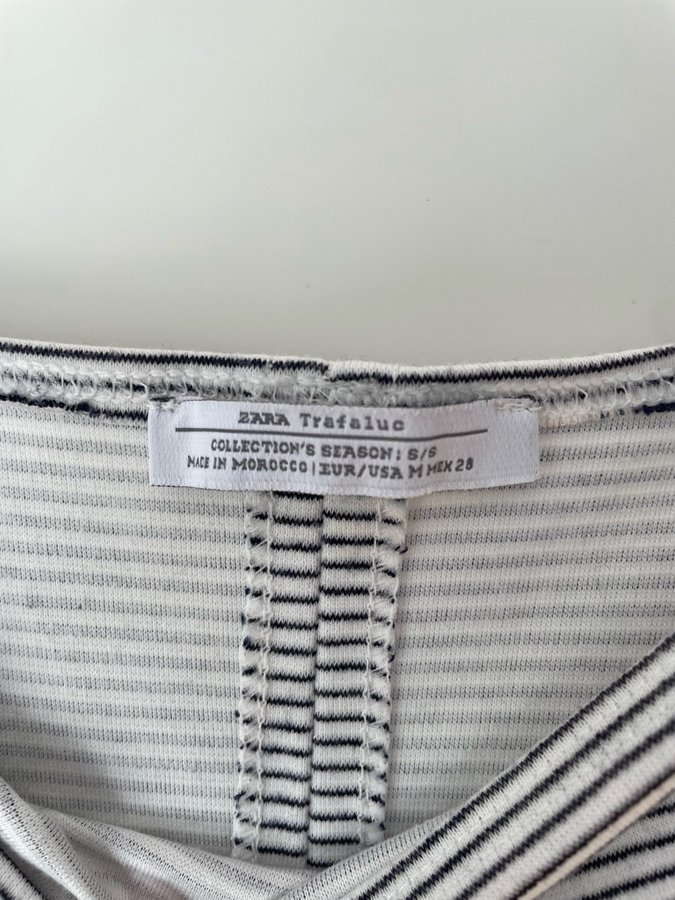 ZARA Trafaluc
COLLECTION'S SEASON: S/S
MADE IN MOROCCO | EUR/USA M MEX 28